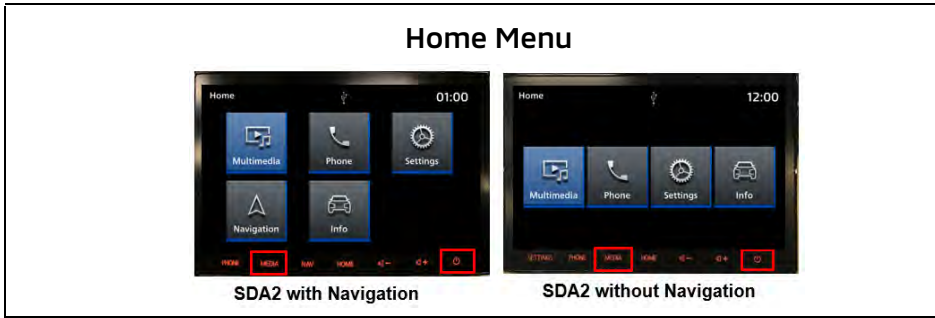 Home Menu
Home 01:00
Multimedia Phone Settings
Navigation Info
PHONE MEDIA NAV HOME - +
SDA2 with Navigation
Home 12:00
Multimedia Phone Settings Info
SETTINGS PHONE MEDIA HOME - +
SDA2 without Navigation